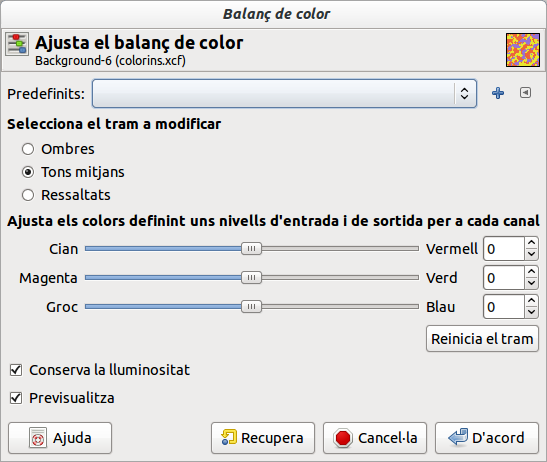 Balanç de color
Ajusta el balanç de color
Background-6 (colorins.xcf)
Predefinits:
Selecciona el tram a modificar
Ombres
Tons mitjans
Ressaltats
Ajusta els colors definint uns nivells d'entrada i de sortida per a cada canal
Cian Vermell 0
Magenta Verd 0
Groc Blau 0
Reinicia el tram
Conserva la lluminositat
Previsualitza
Ajuda Recupera Cancel·la D'acord